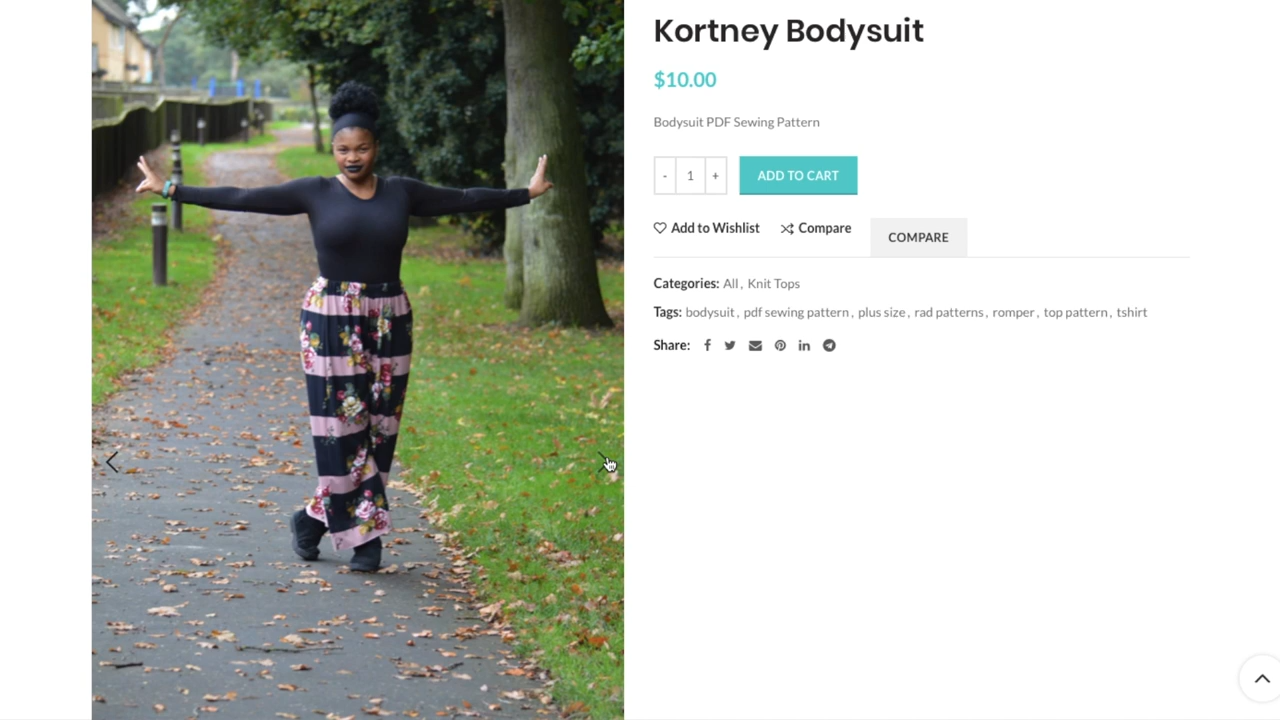 Kortney Bodysuit
$10.00
Bodysuit PDF Sewing Pattern
- 1 +
ADD TO CART
Add to Wishlist
Compare
COMPARE
Categories: All, Knit Tops
Tags: bodysuit, pdf sewing pattern, plus size, rad patterns, romper, top pattern, tshirt
Share: